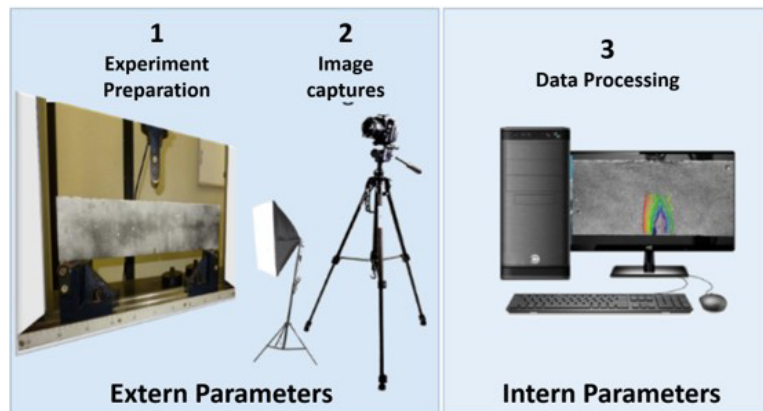 1
Experiment
Preparation
2
Image
captures
3
Data Processing
Extern Parameters
Intern Parameters